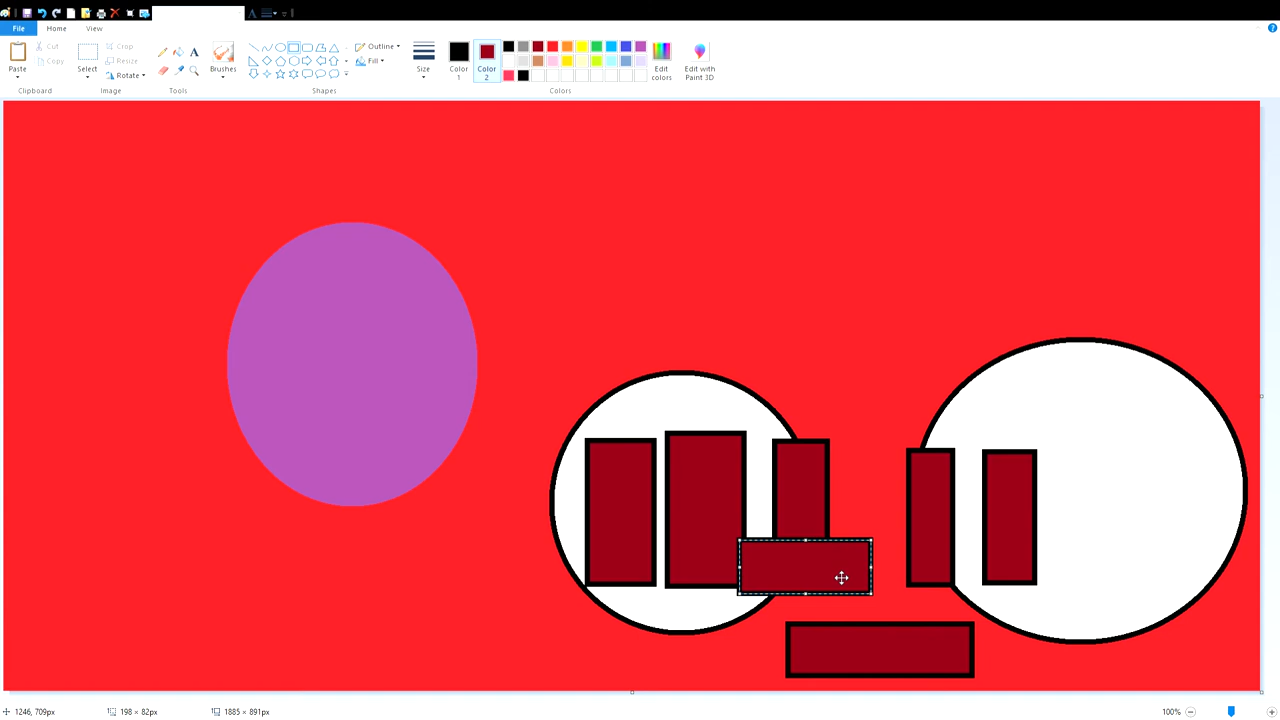 File Home View
Paste Cut Copy Clipboard
Select Crop Resize Rotate Image
A Tools
Brushes
Outline Fill Shapes
Size
Color 1
Color 2
Edit colors
Edit with Paint 3D
Colors
1246, 709px 198 × 82px 1885 × 891px 100%